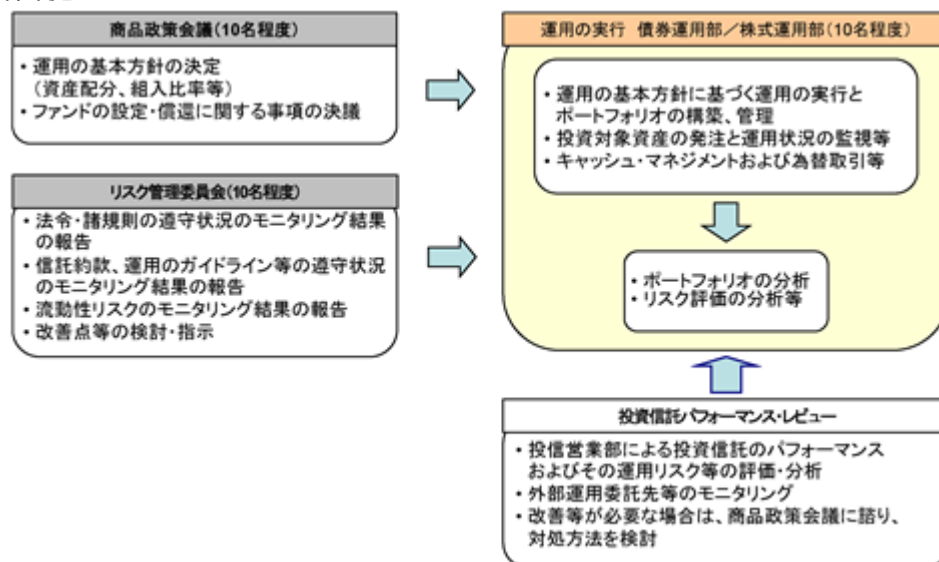 商品政策会議(10名程度)
・運用の基本方針の決定
(資産配分、組入比率等)
・ファンドの設定・償還に関する事項の決議
リスク管理委員会(10名程度)
・法令・諸規則の遵守状況のモニタリング結果
の報告
・信託約款、運用のガイドライン等の遵守状況
のモニタリング結果の報告
・流動性リスクのモニタリング結果の報告
・改善点等の検討・指示
運用の実行 債券運用部/株式運用部(10名程度)
・運用の基本方針に基づく運用の実行と
ポートフォリオの構築、管理
・投資対象資産の発注と運用状況の監視等
・キャッシュ・マネジメントおよび為替取引等
・ポートフォリオの分析
・リスク評価の分析等
投資信託パフォーマンス・レビュー
・投信営業部による投資信託のパフォーマンス
およびその運用リスク等の評価・分析
・外部運用委託先等のモニタリング
・改善等が必要な場合は、商品政策会議に諮り、
対処方法を検討